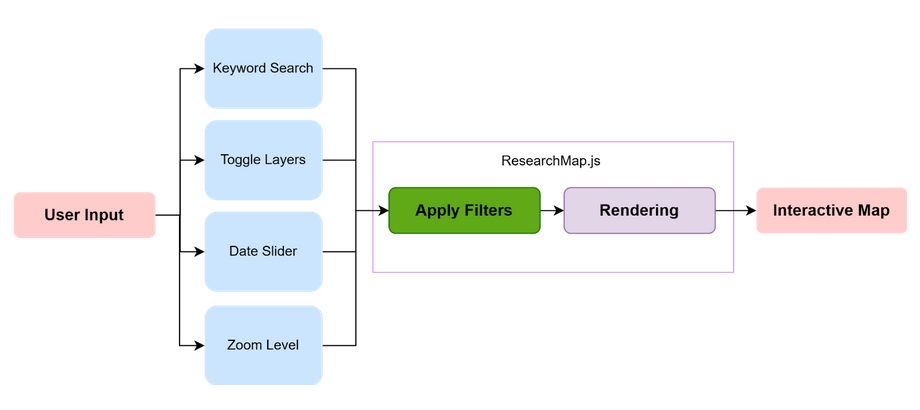 Keyword Search
Toggle Layers
ResearchMap.js
User Input
Apply Filters
Rendering
Interactive Map
Date Slider
Zoom Level